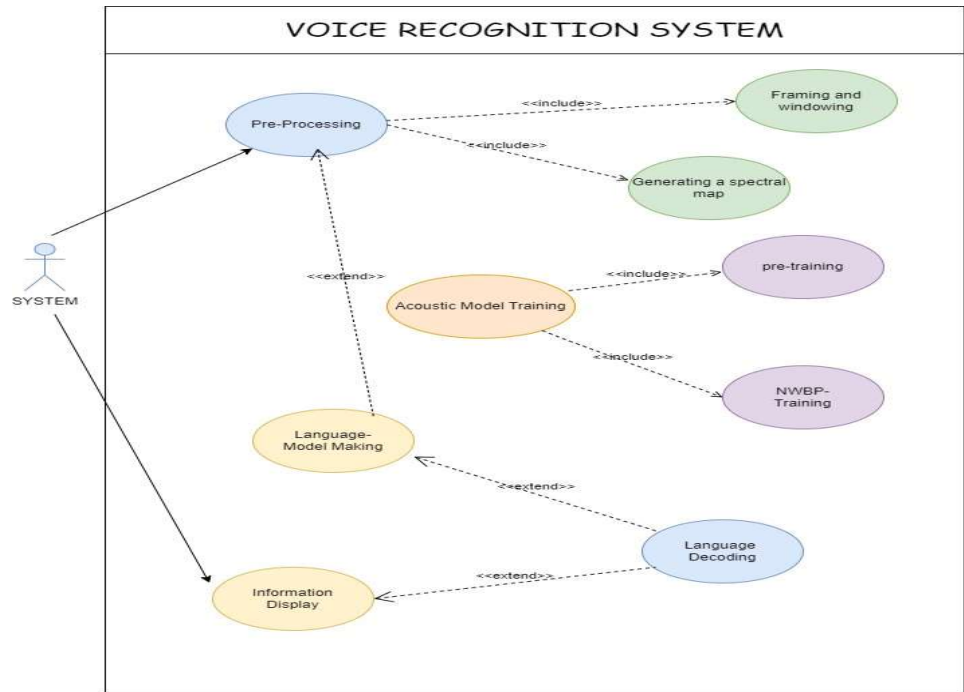 VOICE RECOGNITION SYSTEM
Framing and
windowing
<<include>>
Pre-Processing
<<include>>
Generating a spectral
map
<<extend>>
<<include>>
pre-training
SYSTEM
Acoustic Model Training
<<include>>
NWBP-
Training
Language-
Model Making
<<extend>>
Language
Decoding
<<extend>>
Information
Display